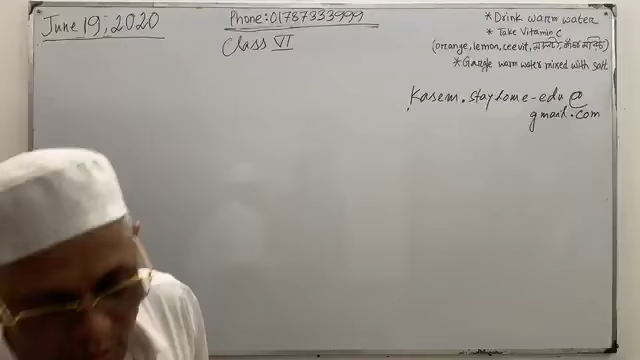 June 19, 2020
Phone: 01787333999
Class VI
* Drink warm water
* Take Vitamin C
(orrange, lemon, ceevit,
* Gargle warm water mixed with salt
Kasem.stayhome-edu@
gmail.com